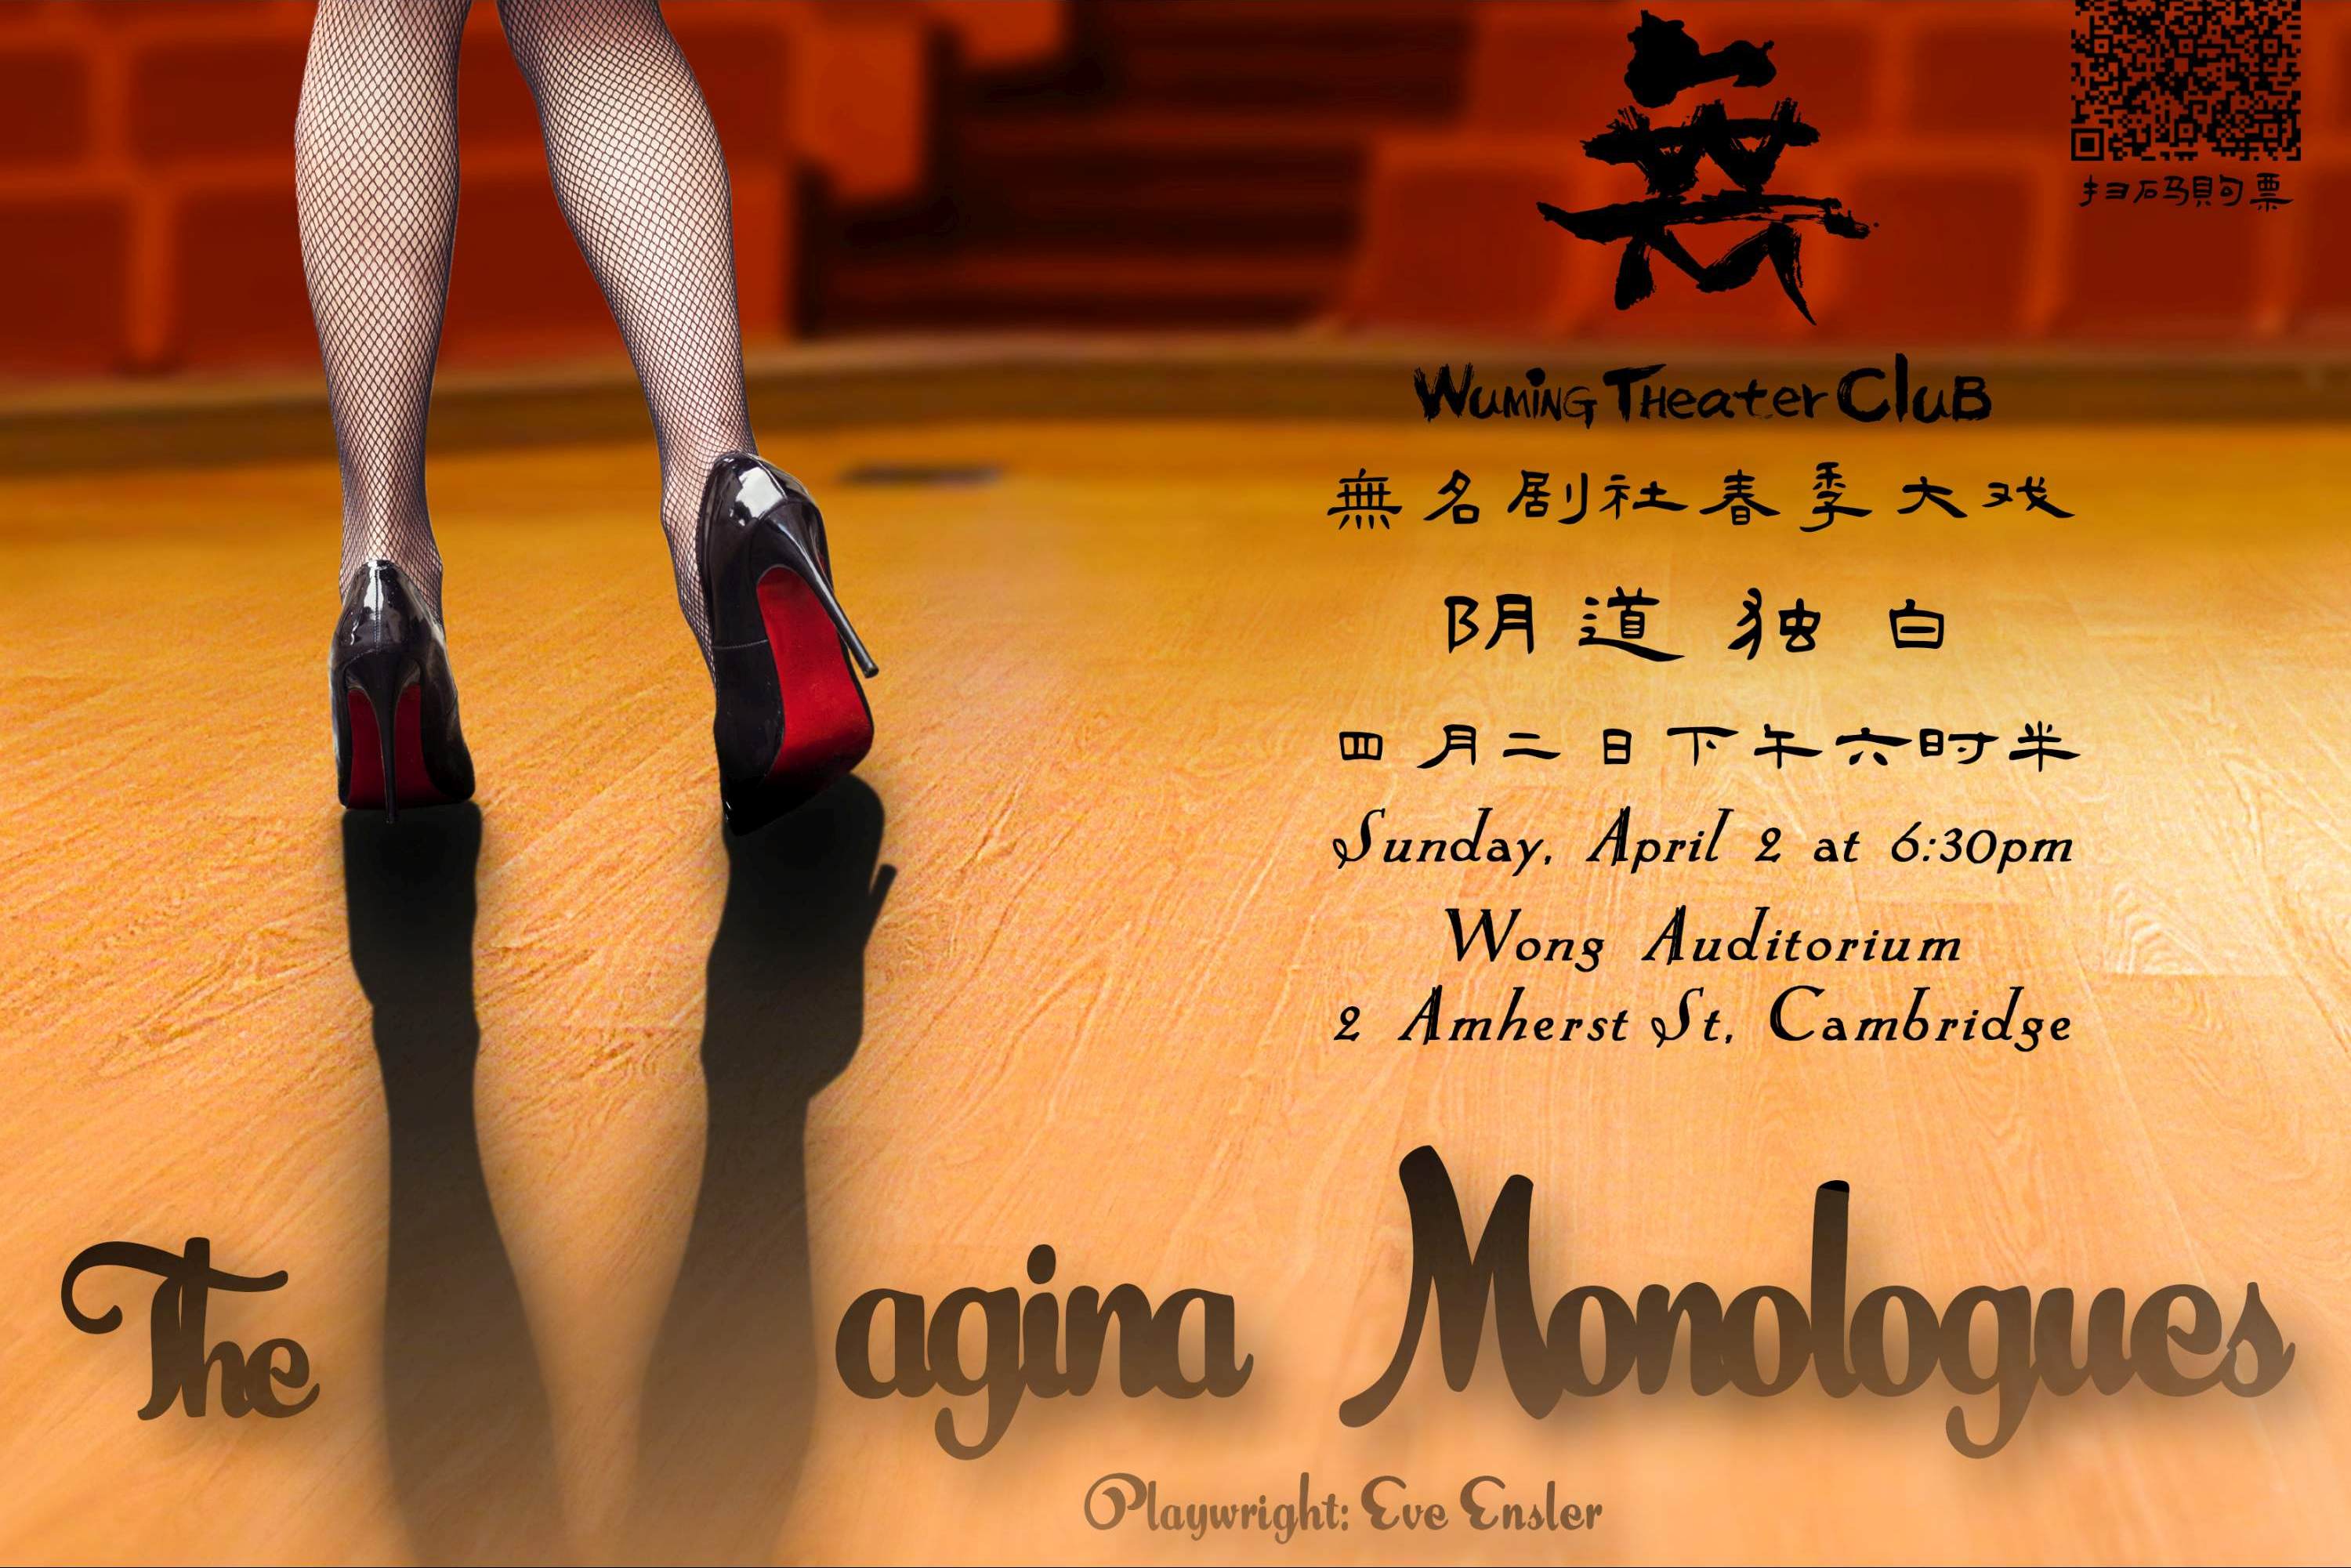 無
扫码購票
WUMING THEATER CLUB
無名剧社春季大戏
阴道独白
四月二日下午六时半
Sunday, April 2 at 6:30pm
Wong Auditorium
2 Amherst St, Cambridge
The agina Monologues
Playwright: Eve Ensler